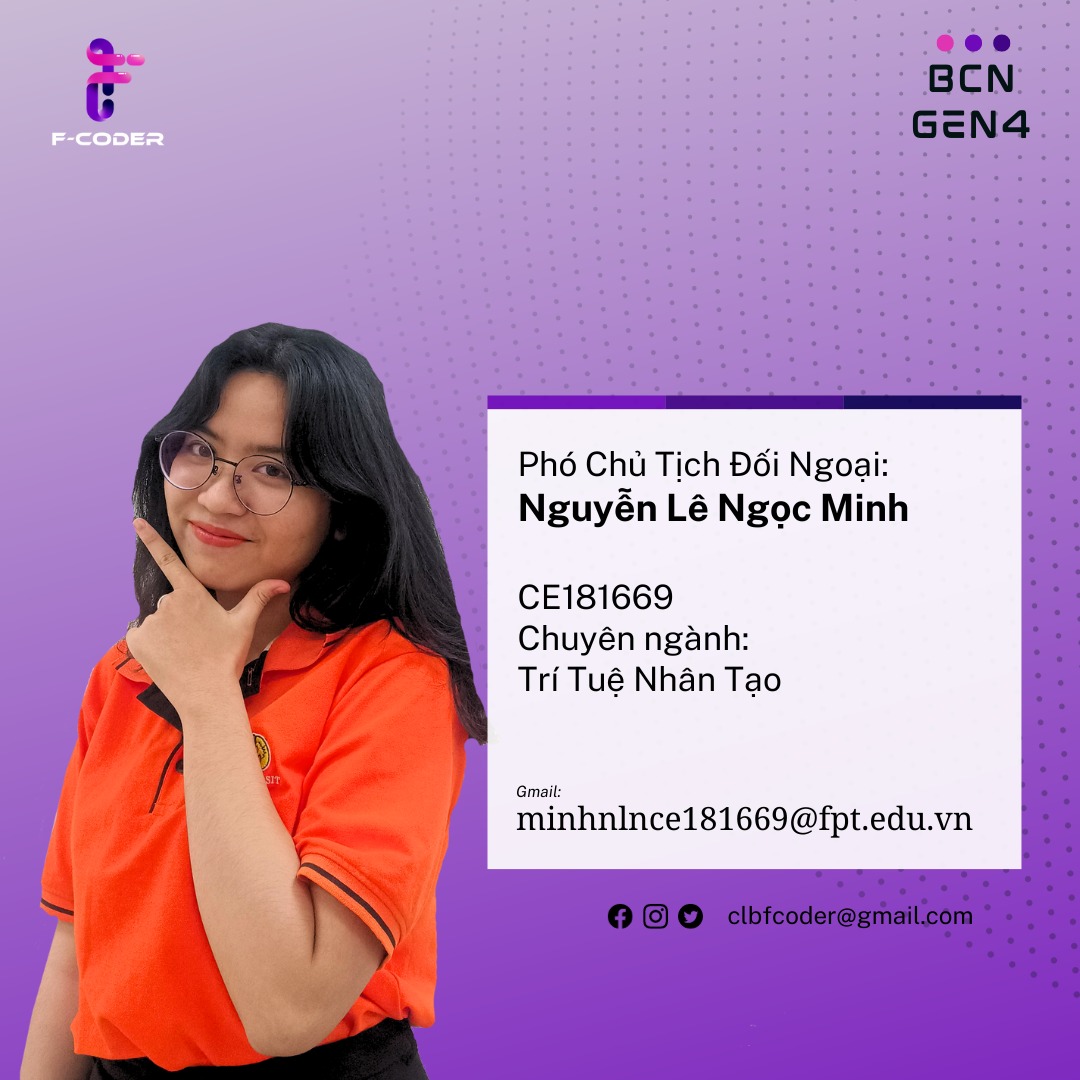 F-CODER
BCN
GEN4
Phó Chủ Tịch Đối Ngoại:
Nguyễn Lê Ngọc Minh
CE181669
Chuyên ngành:
Trí Tuệ Nhân Tạo
Gmail:
minhnlnce181669@fpt.edu.vn
clbfcoder@gmail.com